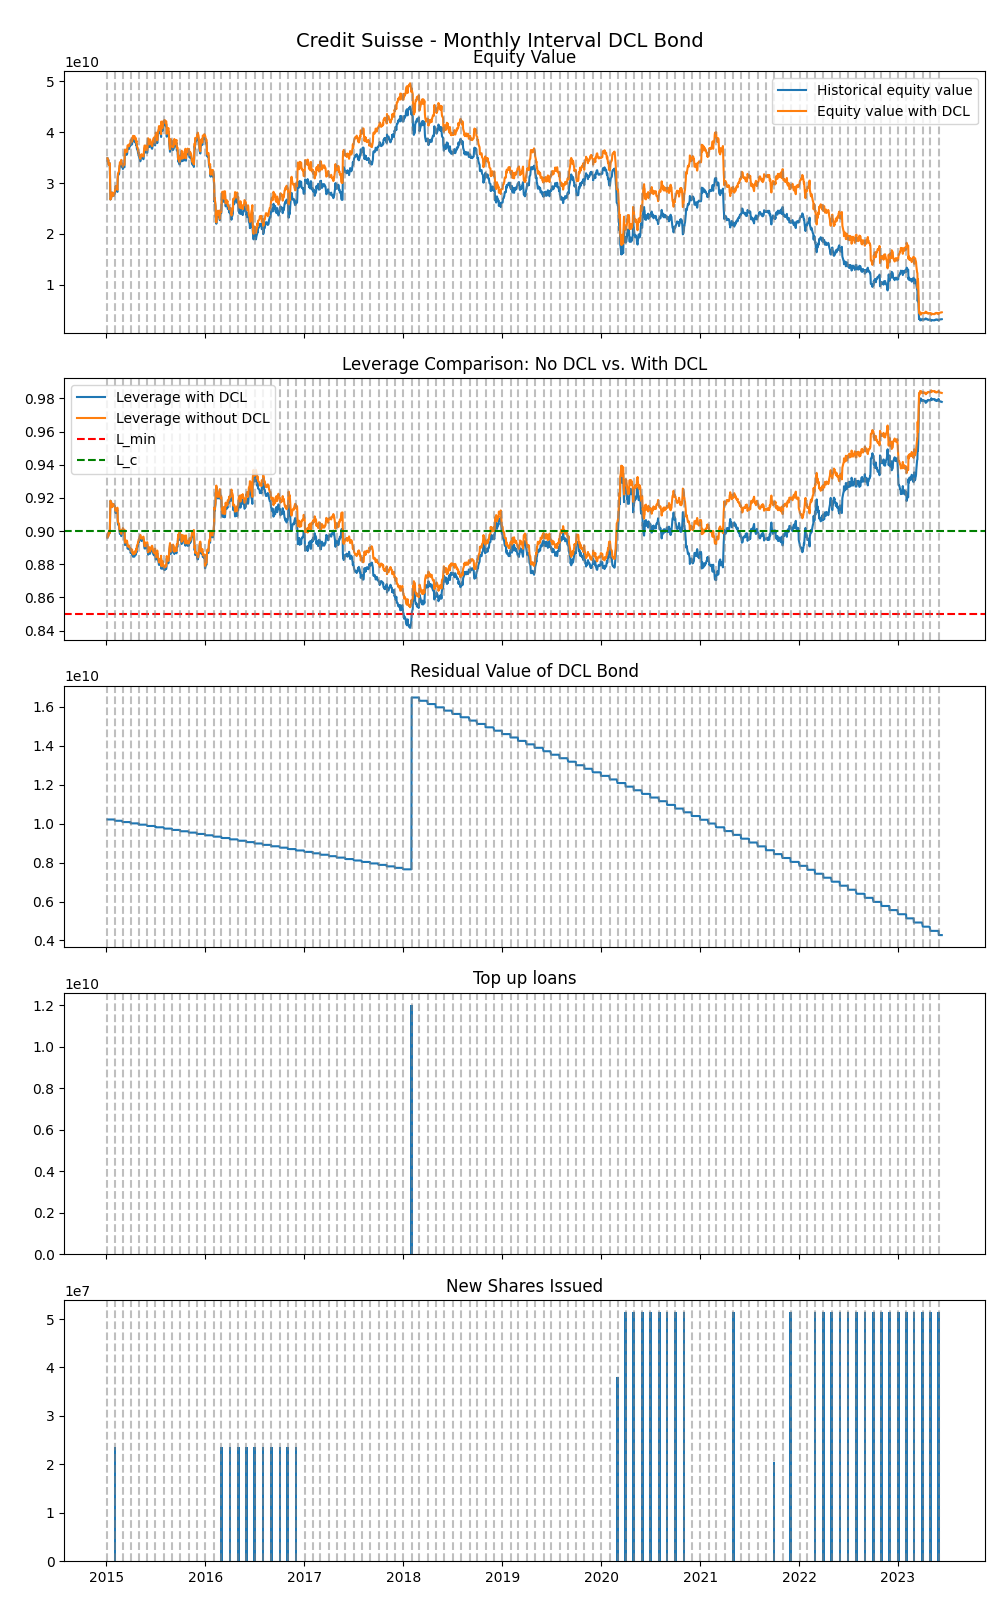 Credit Suisse - Monthly Interval DCL Bond
Equity Value
1e10
5
4
3
2
1
Historical equity value
Equity value with DCL
Leverage Comparison: No DCL vs. With DCL
0.98
0.96
0.94
0.92
0.90
0.88
0.86
0.84
Leverage with DCL
Leverage without DCL
L_min
L_c
Residual Value of DCL Bond
1e10
1.6
1.4
1.2
1.0
0.8
0.6
0.4
Top up loans
1e10
1.2
1.0
0.8
0.6
0.4
0.2
0.0
New Shares Issued
1e7
5
4
3
2
1
0
2015 2016 2017 2018 2019 2020 2021 2022 2023